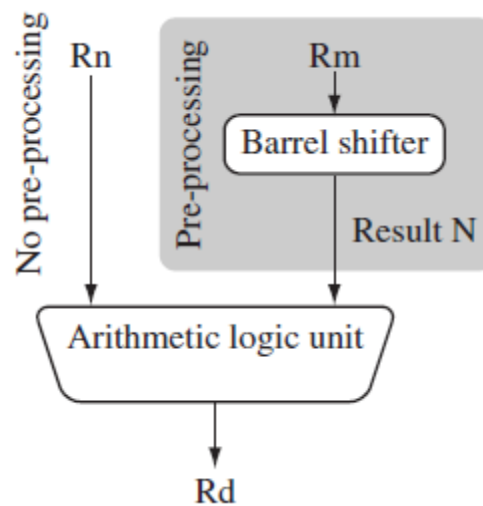 No pre-processing
Rn
Pre-processing
Rm
Barrel shifter
Result N
Arithmetic logic unit
Rd